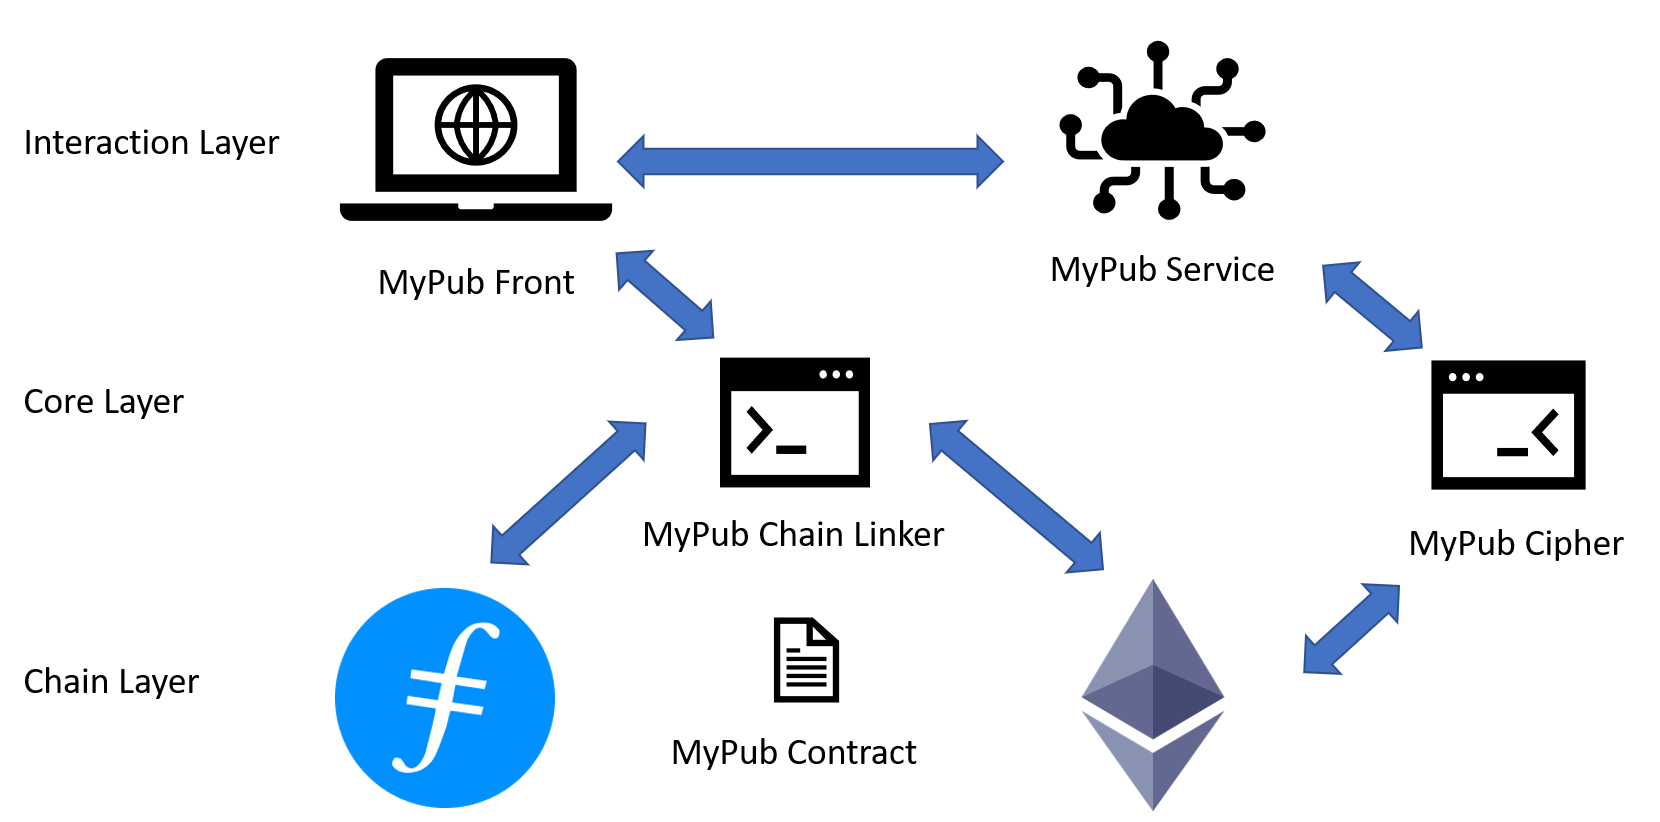 Interaction Layer
MyPub Front
MyPub Service
Core Layer
MyPub Chain Linker
MyPub Cipher
Chain Layer
MyPub Contract